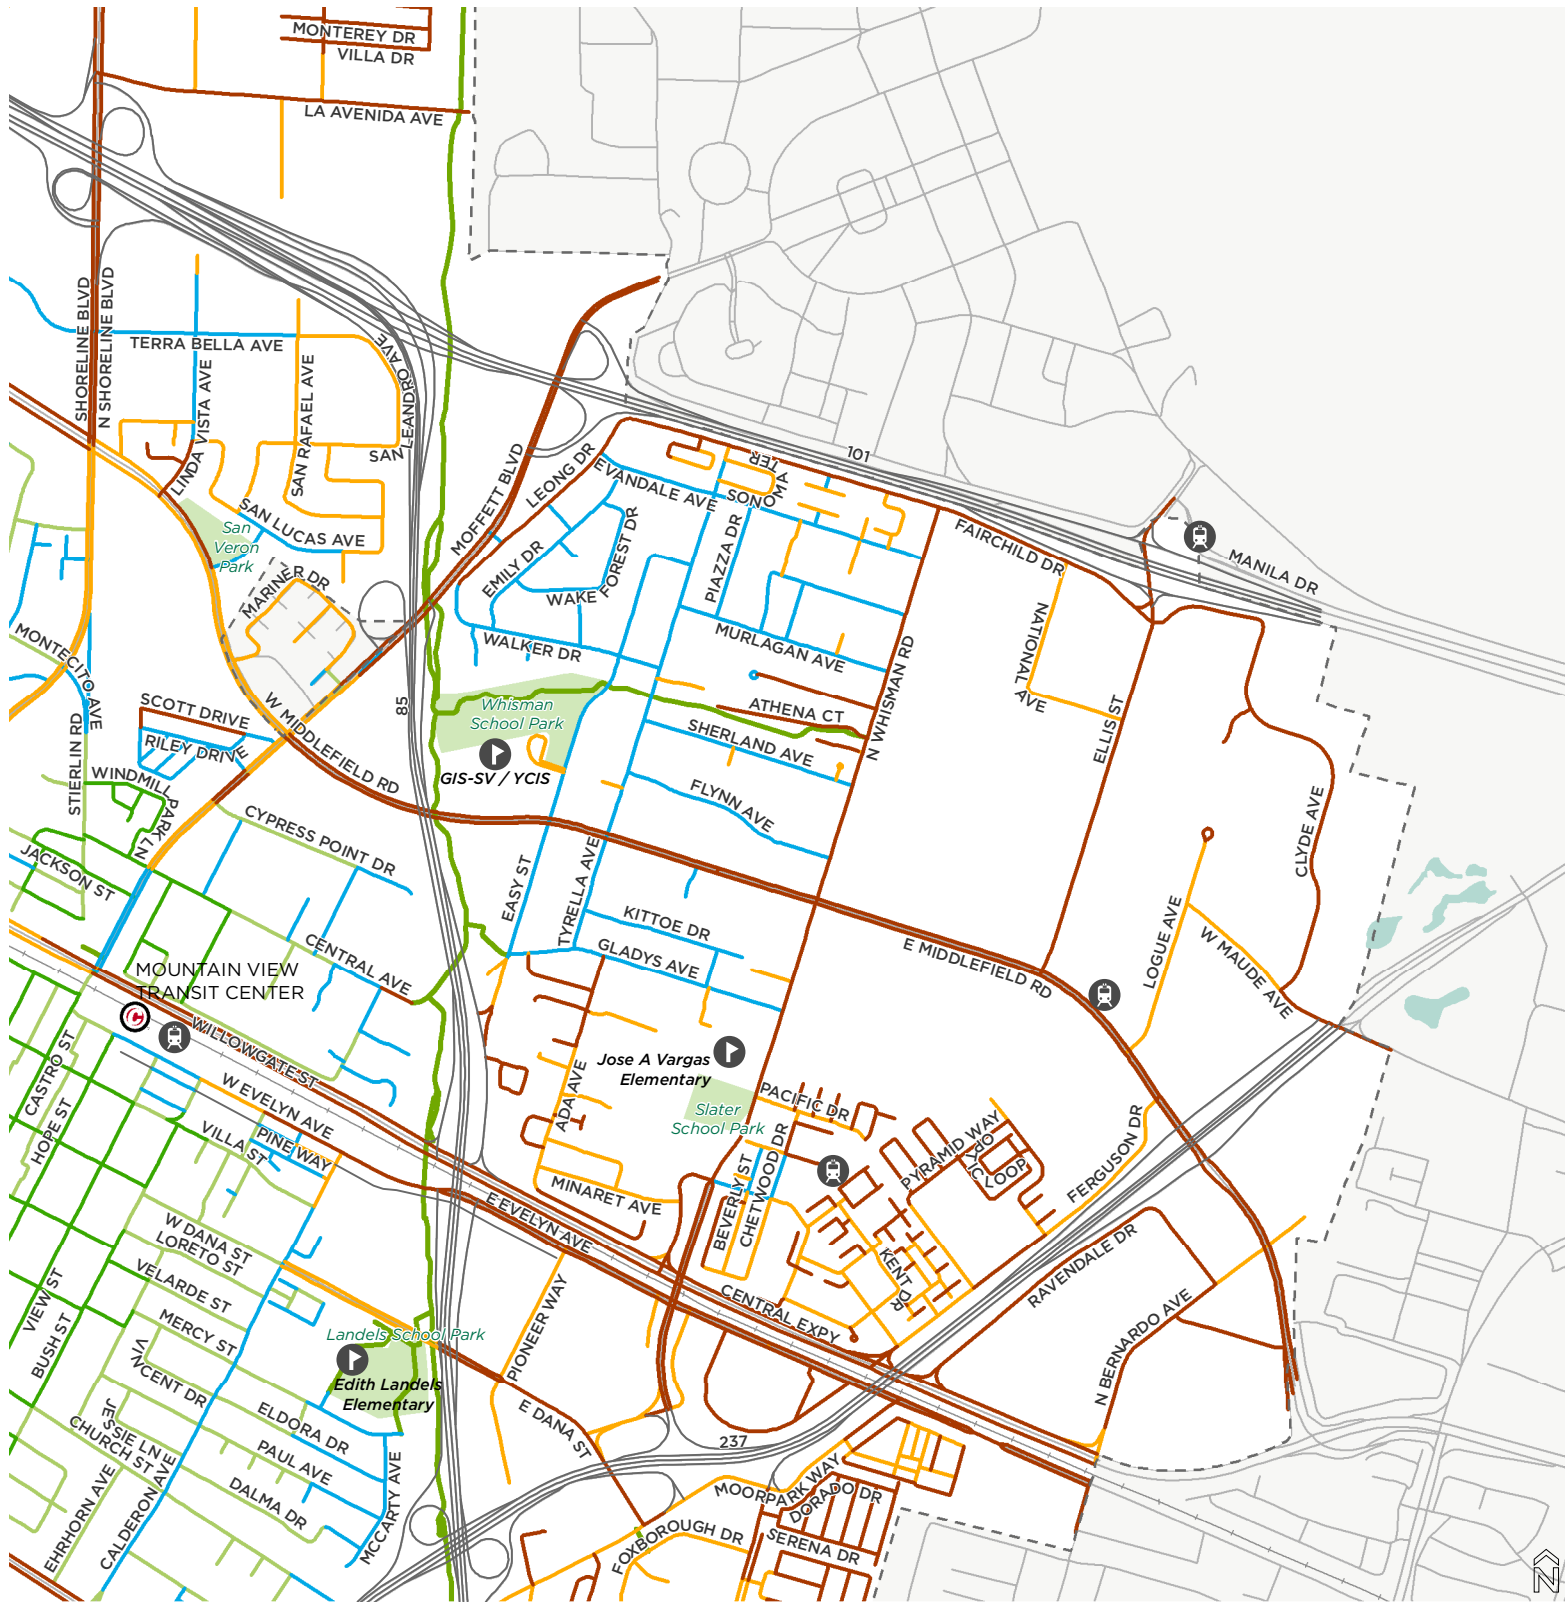 MONTEREY DR
VILLA DR
LA AVENIDA AVE
SHORELINE BLVD
N SHORELINE BLVD
TERRA BELLA AVE
LINDA VISTA AVE
SAN RAFAEL AVE
SAN LEANDRO AVE
SAN LUCAS AVE
San
Veron
Park
MARINER DR
MOFFETT BLVD
LEONG DR
EVANDALE AVE
SONOMA TER
WAY
101
EMILY DR
WAKE FOREST DR
PIAZZA DR
WALKER DR
MURLAGAN AVE
FAIRCHILD DR
MANILA DR
NATIONAL AVE
ELLIS ST
N WHISMAN RD
ATHENA CT
SHERLAND AVE
FLYNN AVE
Whisman
School Park
GIS-SV / YCIS
85
MONTECITO AVE
STIERLIN RD
SCOTT DRIVE
RILEY DRIVE
W MIDDLEFIELD RD
WINDMILL PARK LN
CYPRESS POINT DR
JACKSON ST
CENTRAL AVE
EASY ST
TYRELLA AVE
KITTOE DR
GLADYS AVE
E MIDDLEFIELD RD
LOGUE AVE
W MAUDE AVE
CLYDE AVE
MOUNTAIN VIEW
TRANSIT CENTER
C
WILLOWGATE ST
CASTRO ST
HOPE ST
W EVELYN AVE
VILLA ST
PINE WAY
Jose A Vargas
Elementary
Slater
School Park
ADA AVE
MINARET AVE
PACIFIC DR
BEVERLY ST
CHETWOOD DR
PYRAMID WAY
OPTIC LOOP
FERGUSON DR
KENT DR
RAVENDALE DR
N BERNARDO AVE
E EVELYN AVE
CENTRAL EXPY
W DANA ST
LORETO ST
VELARDE ST
MERCY ST
VIEW ST
BUSH ST
VINCENT DR
JESSIE LN
CHURCH ST
EHRHORN AVE
CALDERON AVE
ELDORA DR
PAUL AVE
DALMA DR
MCCARTY AVE
Landels School Park
Edith Landels
Elementary
PIONEER WAY
E DANA ST
237
MOORPARK WAY
DORADO DR
FOXBOROUGH DR
SERENA DR
N